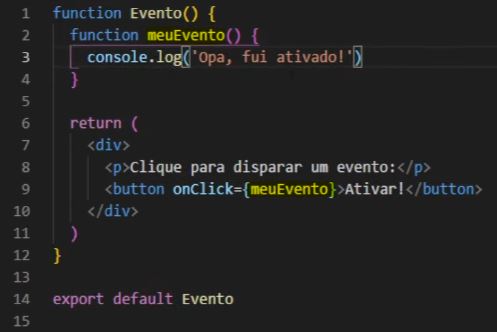 1 function Evento() {
2   function meuEvento() {
3     console.log('Opa, fui ativado!')
4   }
5
6   return (
7     <div>
8       <p>Clique para disparar um evento:</p>
9       <button onClick={meuEvento}>Ativar!</button>
10     </div>
11   )
12 }
13
14 export default Evento
15